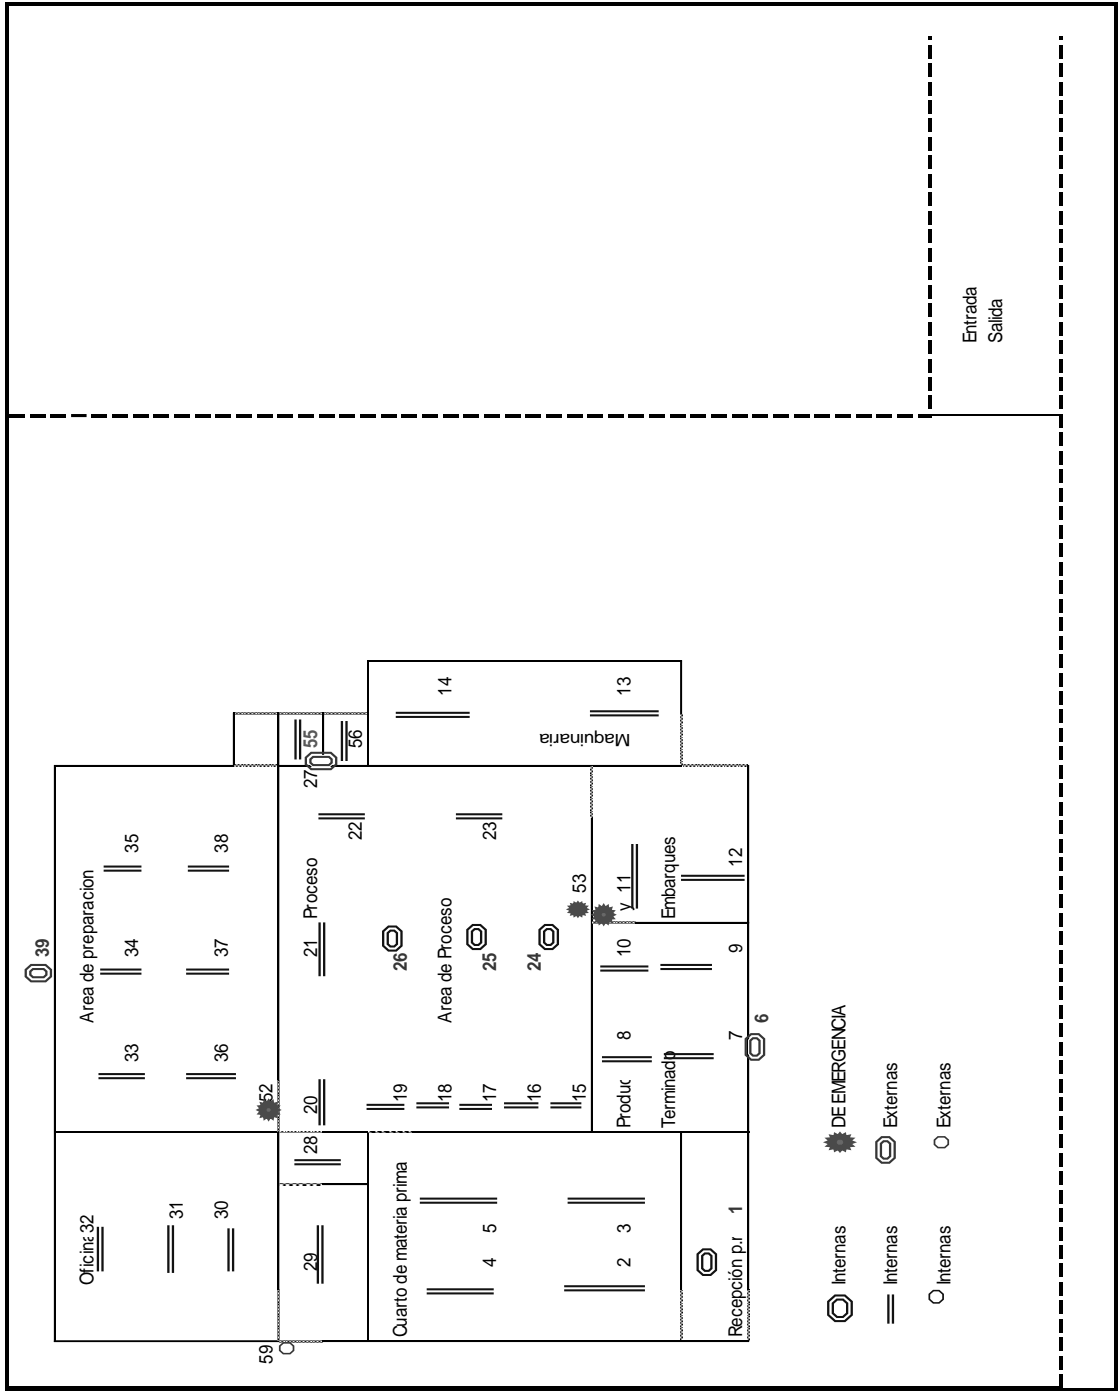 Entrada
Salida
Maquinaria
14
13
55
56
27
22
23
35
38
Area de preparacion
34
37
33
36
39
Proceso
21
20
26
25
24
Area de Proceso
19
18
17
16
15
52
53
y 11
Embarques
12
10
9
8
7
6
Produc
Terminado
28
29
Oficina 32
31
30
Cuarto de materia prima
5
4
3
2
Recepción p.r 1
59
DE EMERGENCIA
Externas
Externas
Internas
Internas
Internas